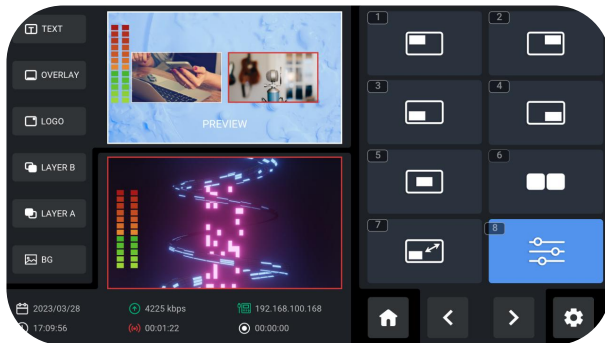 TEXT
OVERLAY
LOGO
LAYER B
LAYER A
BG
PREVIEW
2023/03/28
4225 kbps
192.168.100.168
17:09:56
00:01:22
00:00:00
1
2
3
4
5
6
7
8